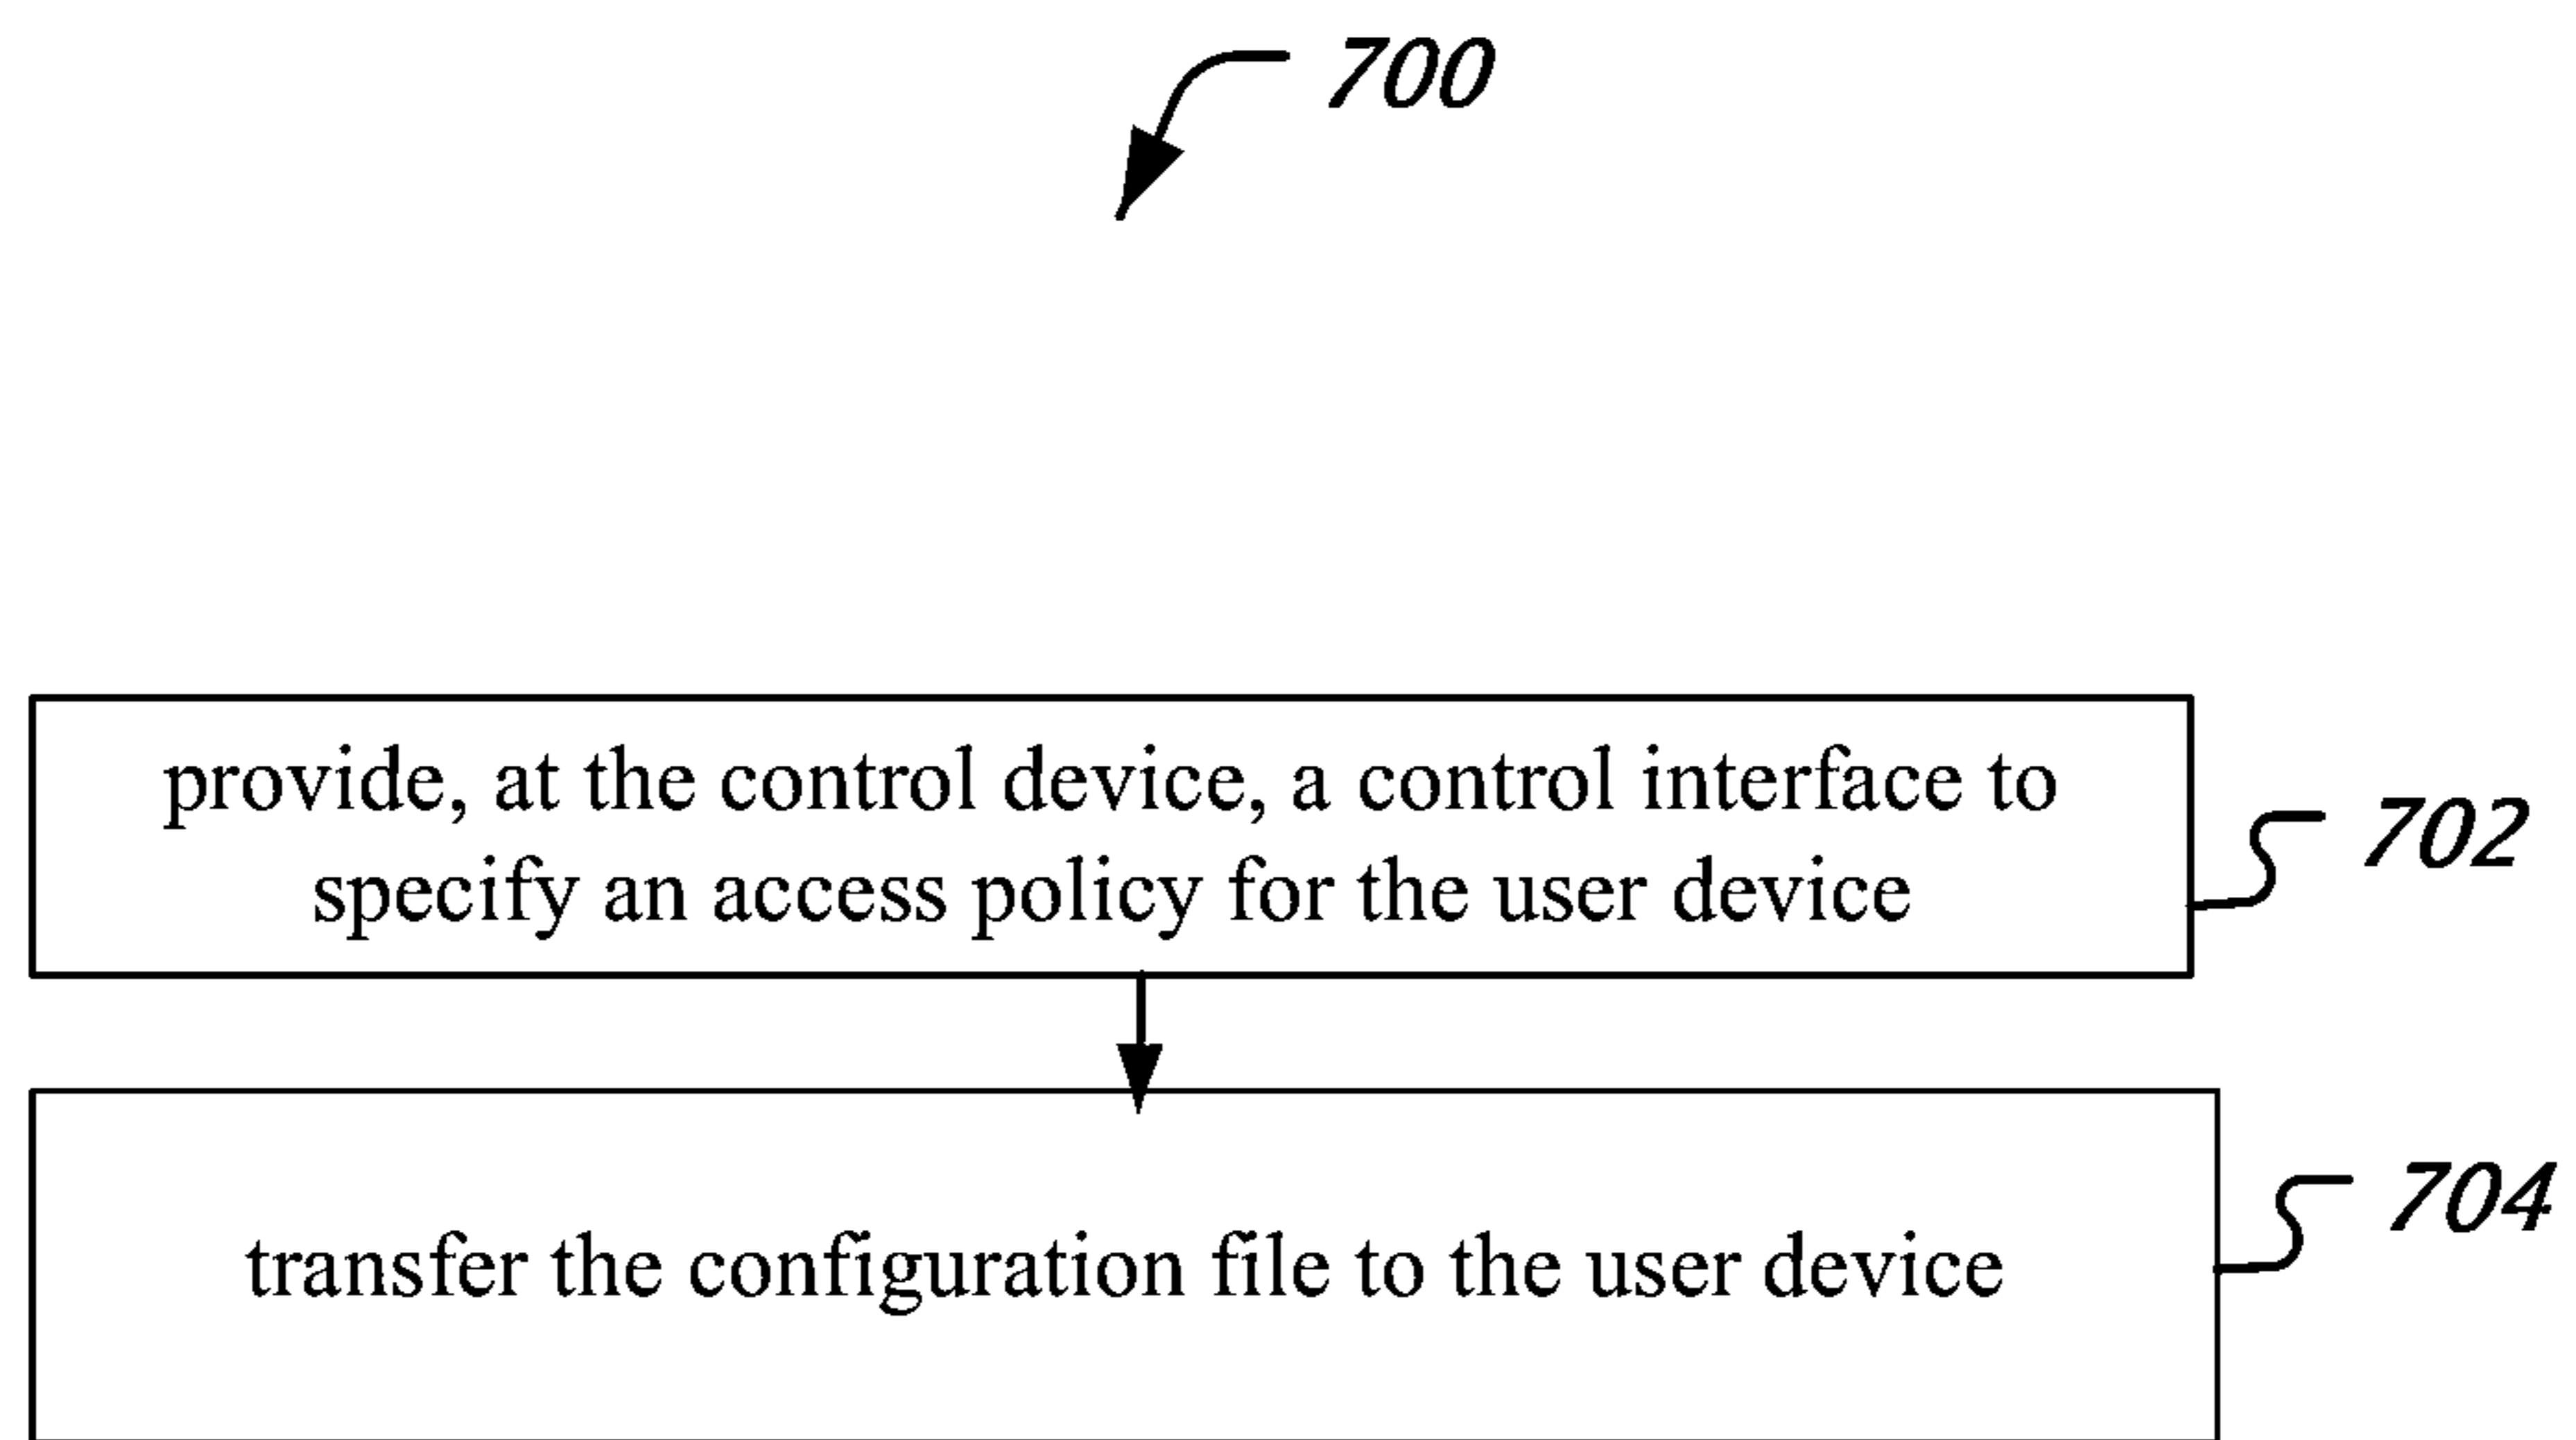 700
provide, at the control device, a control interface to
specify an access policy for the user device
702
transfer the configuration file to the user device
704